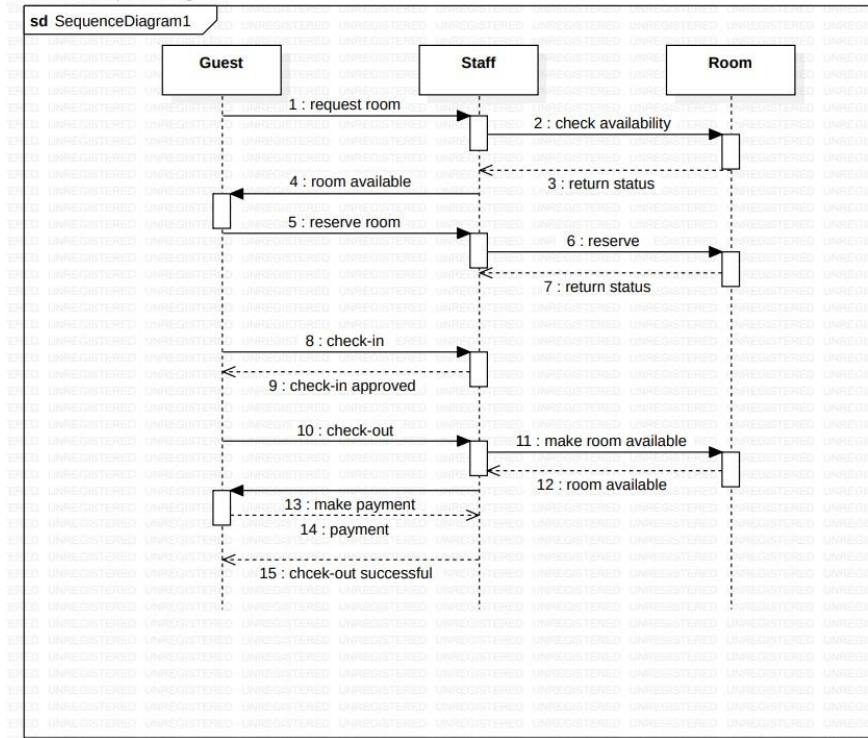 sd SequenceDiagram1
Guest
Staff
Room
1 : request room
2 : check availability
3 : return status
4 : room available
5 : reserve room
6 : reserve
7 : return status
8 : check-in
9 : check-in approved
10 : check-out
11 : make room available
12 : room available
13 : make payment
14 : payment
15 : chcek-out successful
UNREGISTERED